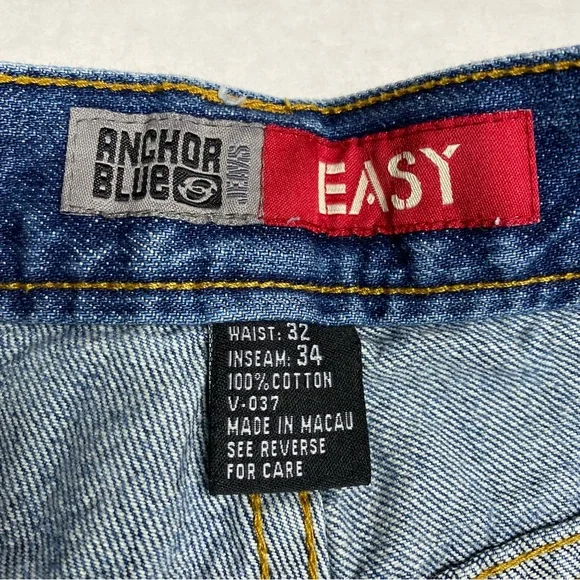 ANCHOR
BLUE
JEANS
EASY
WAIST: 32
INSEAM: 34
100% COTTON
V-037
MADE IN MACAU
SEE REVERSE
FOR CARE